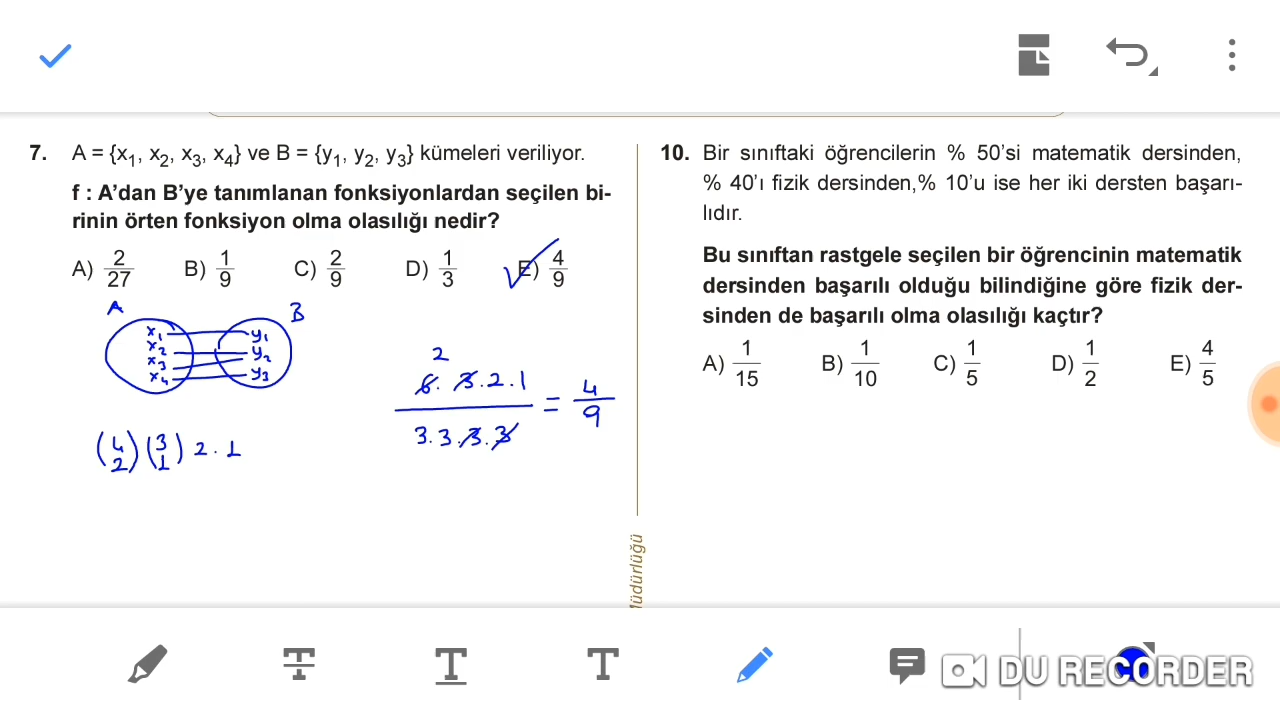 7. A = {x₁, x₂, x₃, x₄} ve B = {y₁, y₂, y₃} kümeleri veriliyor.
f : A’dan B’ye tanımlanan fonksiyonlardan seçilen bi-
rinin örten fonksiyon olma olasılığı nedir?
A) 2/27 B) 1/9 C) 2/9 D) 1/3 E) 4/9
A B
x₁ y₁
x₂ y₂
x₃ y₃
x₄
2
6. 3. 2. 1
3. 3. 3. 3
= 4/9
(4 2) (3 1) 2 . 1
10. Bir sınıftaki öğrencilerin % 50’si matematik dersinden,
% 40’ı fizik dersinden,% 10’u ise her iki dersten başarı-
lıdır.
Bu sınıftan rastgele seçilen bir öğrencinin matematik
dersinden başarılı olduğu bilindiğine göre fizik der-
sinden de başarılı olma olasılığı kaçtır?
A) 1/15 B) 1/10 C) 1/5 D) 1/2 E) 4/5
üdürlüğü
T T T
DU RECORDER